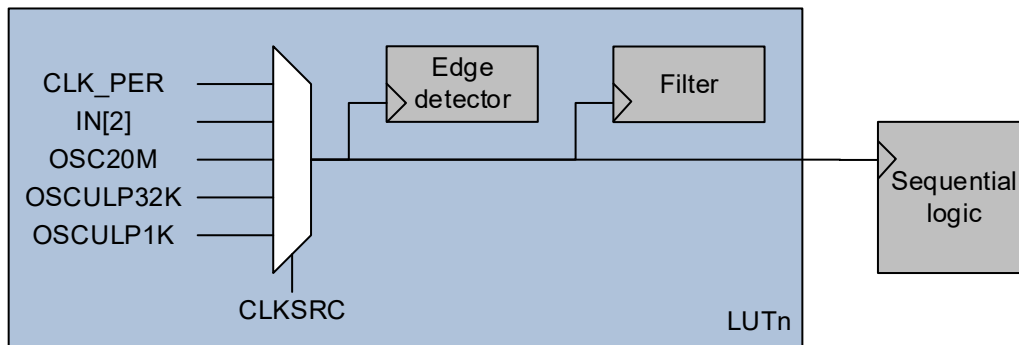 CLK_PER
IN[2]
OSC20M
OSCULP32K
OSCULP1K
CLKSRC
Edge
detector
Filter
Sequential
logic
LUTn